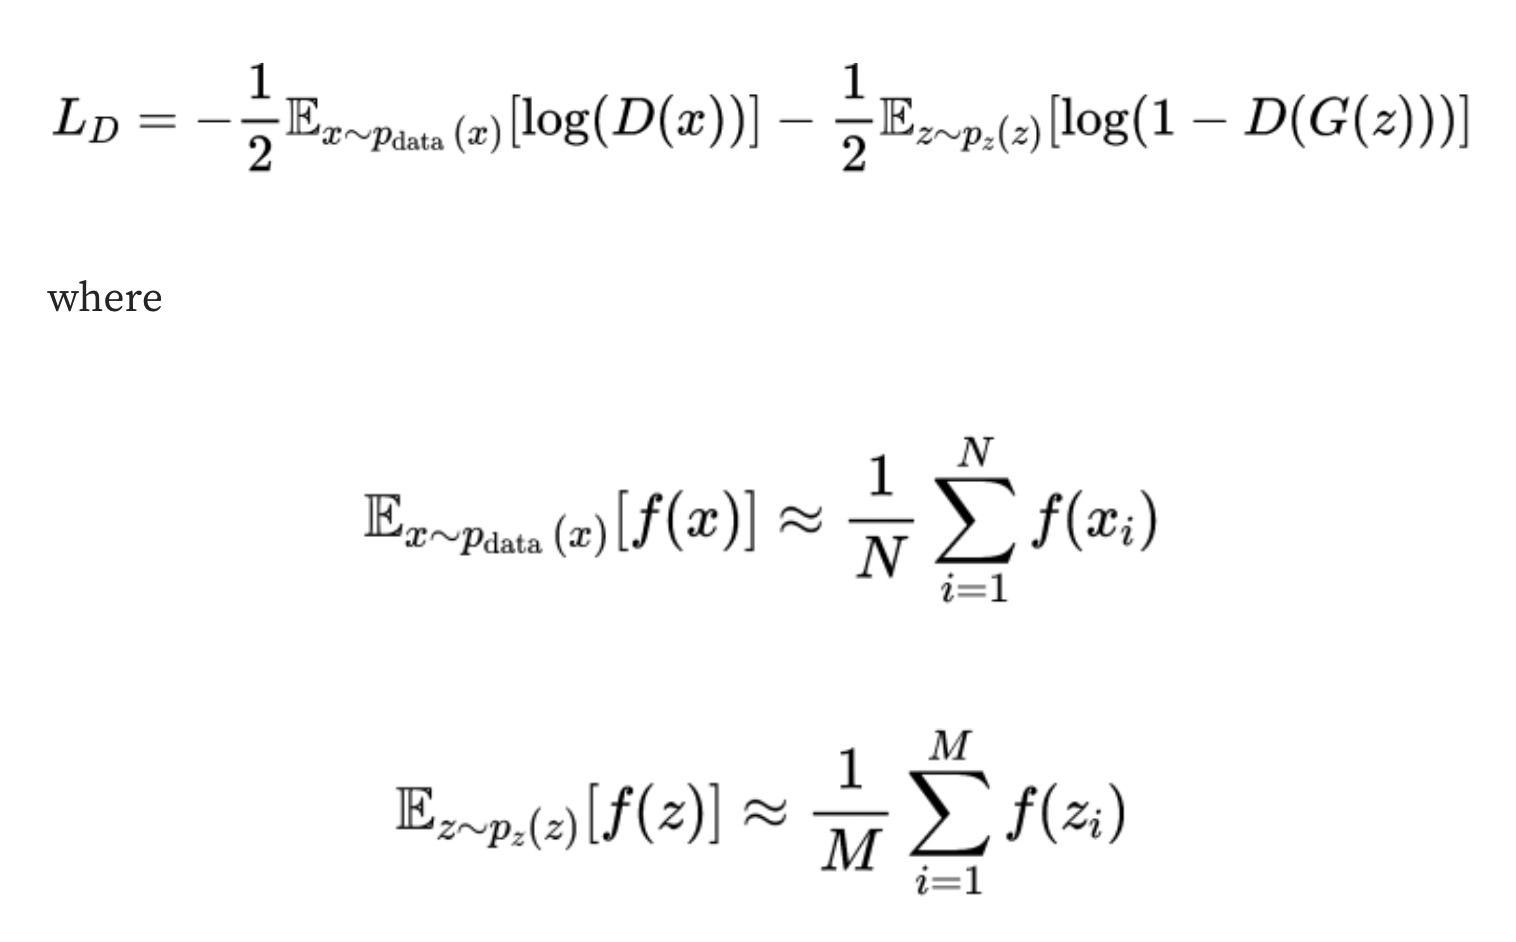 L_D = -\frac{1}{2}\mathbb{E}_{x \sim p_{\text{data}}(x)}[\log(D(x))] - \frac{1}{2}\mathbb{E}_{z \sim p_z(z)}[\log(1 - D(G(z)))]
where
\mathbb{E}_{x \sim p_{\text{data}}(x)}[f(x)] \approx \frac{1}{N} \sum_{i=1}^{N} f(x_i)
\mathbb{E}_{z \sim p_z(z)}[f(z)] \approx \frac{1}{M} \sum_{i=1}^{M} f(z_i)